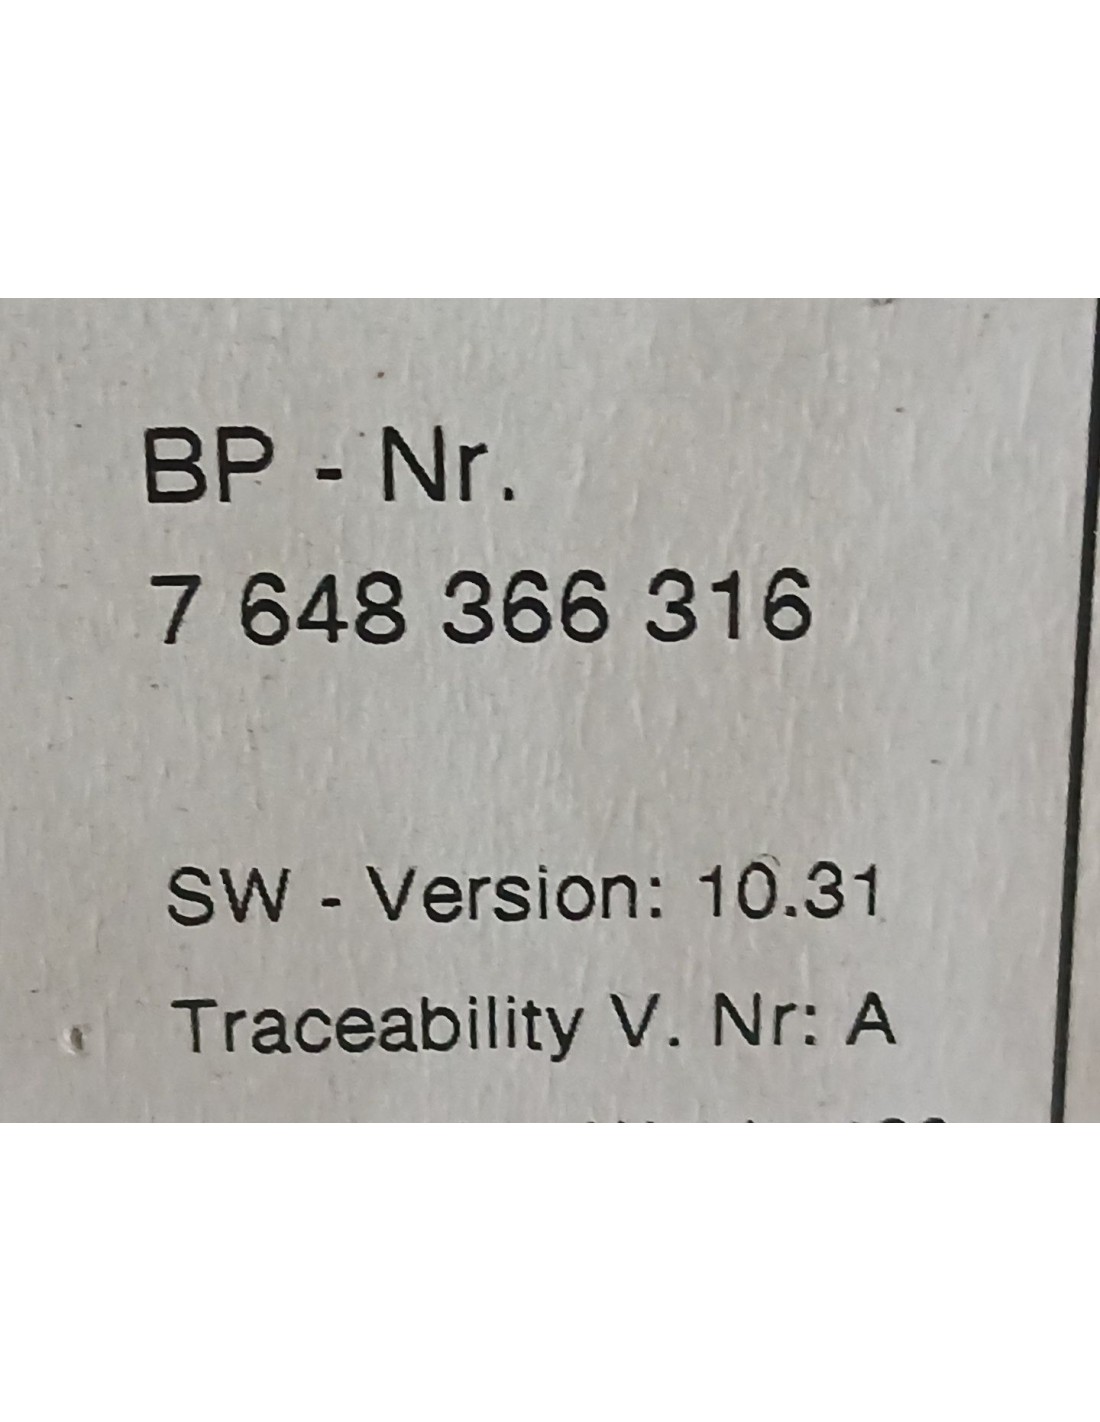 BP - Nr.
7 648 366 316
SW - Version: 10.31
Traceability V. Nr: A